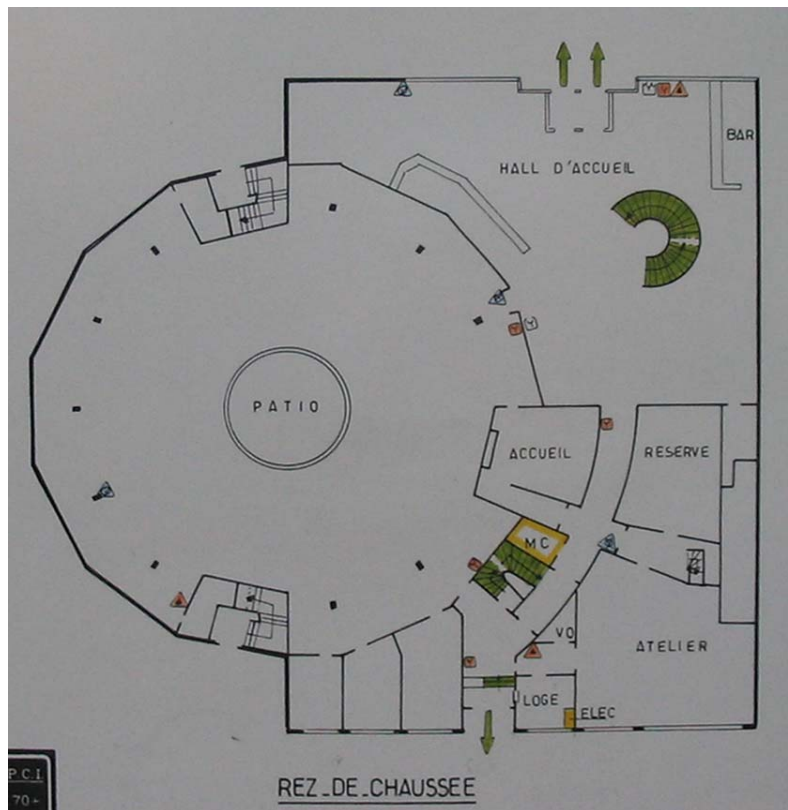 BAR
HALL D'ACCUEIL
PATIO
ACCUEIL
RESERVE
MC
VO
ATELIER
LOGE
ELEC
P.C.I
70-
REZ_DE_CHAUSSEE